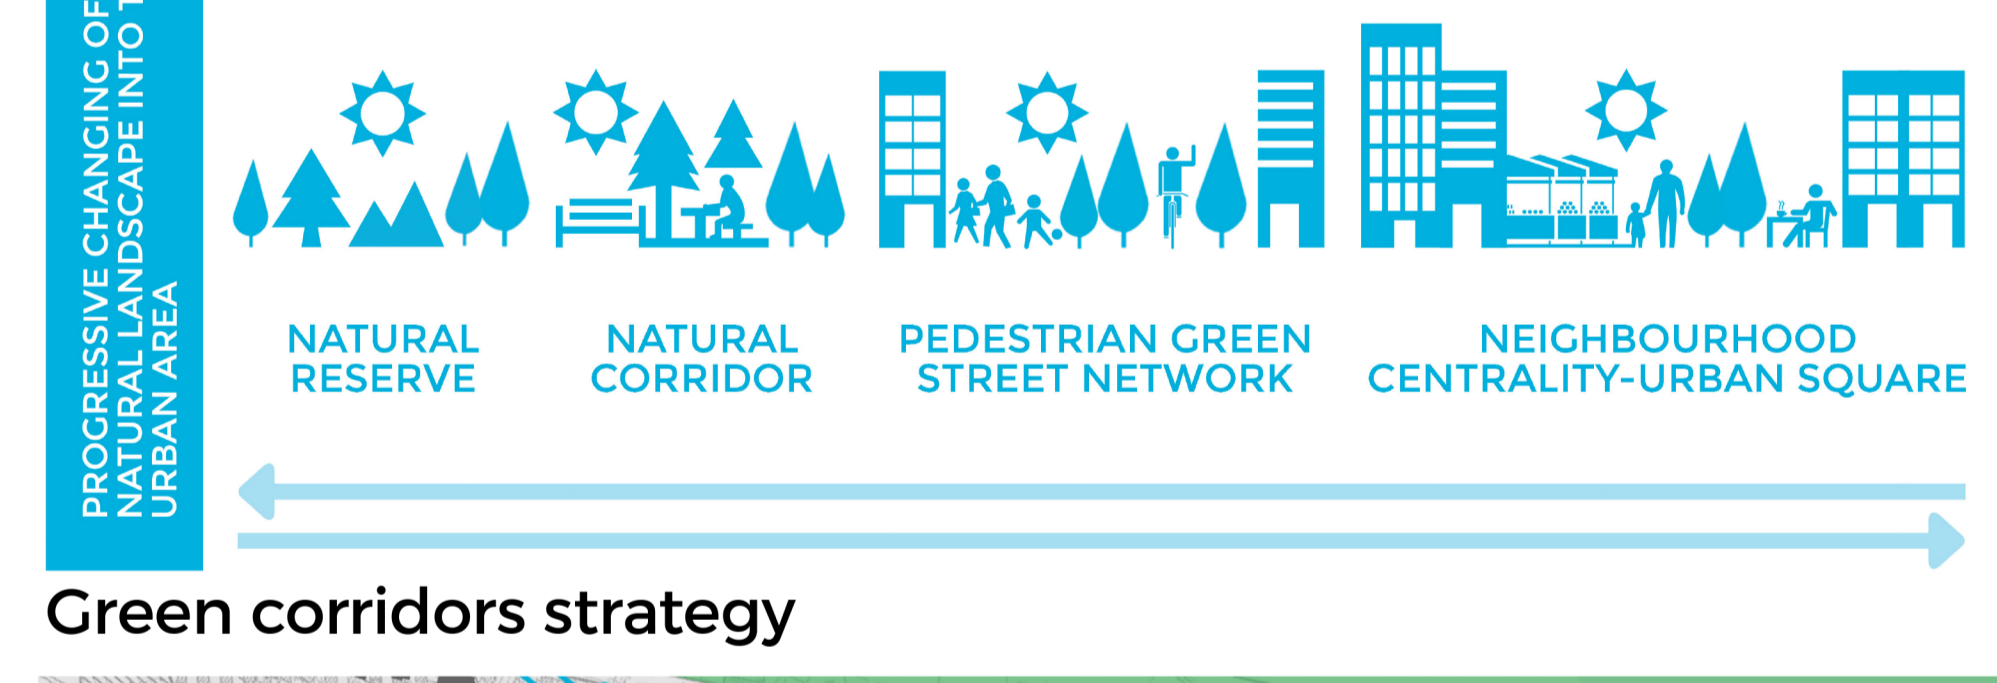 PROGRESSIVE CHANGING OF
NATURAL LANDSCAPE INTO
URBAN AREA
NATURAL
RESERVE
NATURAL
CORRIDOR
PEDESTRIAN GREEN
STREET NETWORK
NEIGHBOURHOOD
CENTRALITY-URBAN SQUARE
Green corridors strategy